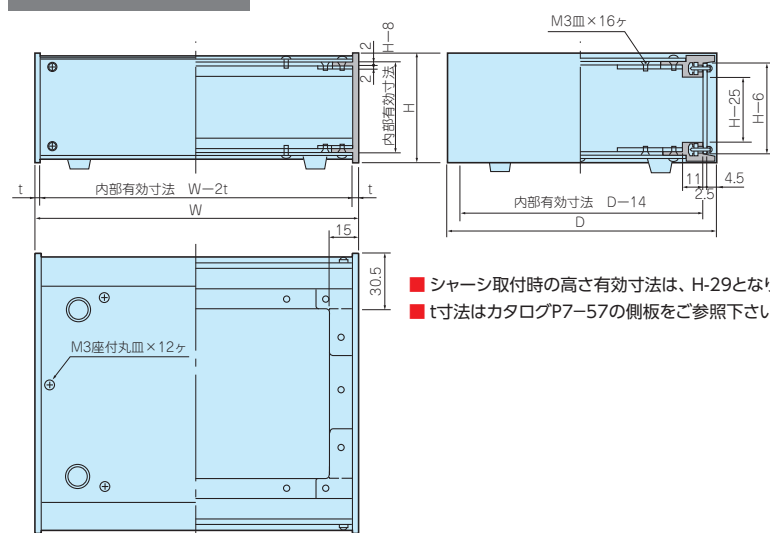 M3皿×16ヶ
2
H−8
2
内部有効寸法
H
H−25
H−6
t
内部有効寸法 W−2t
t
W
11
2.5
4.5
内部有効寸法 D−14
D
15
30.5
M3座付丸皿×12ヶ
■ シャーシ取付時の高さ有効寸法は、H-29となり
■ t寸法はカタログP7−57の側板をご参照下さい